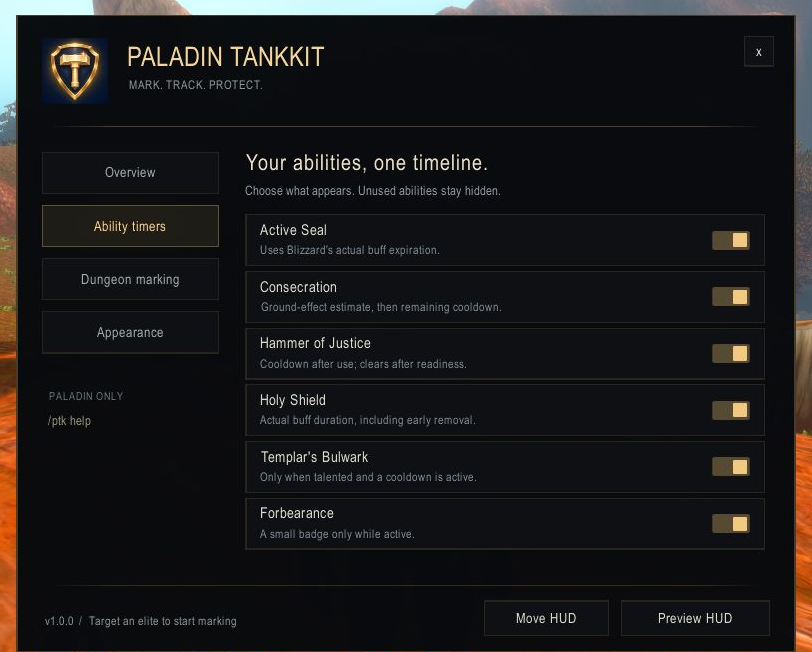 PALADIN TANKKIT
MARK. TRACK. PROTECT.
x
Overview
Ability timers
Dungeon marking
Appearance
PALADIN ONLY
/ptk help
Your abilities, one timeline.
Choose what appears. Unused abilities stay hidden.
Active Seal
Uses Blizzard's actual buff expiration.
Consecration
Ground-effect estimate, then remaining cooldown.
Hammer of Justice
Cooldown after use; clears after readiness.
Holy Shield
Actual buff duration, including early removal.
Templar's Bulwark
Only when talented and a cooldown is active.
Forbearance
A small badge only while active.
v1.0.0 / Target an elite to start marking
Move HUD
Preview HUD